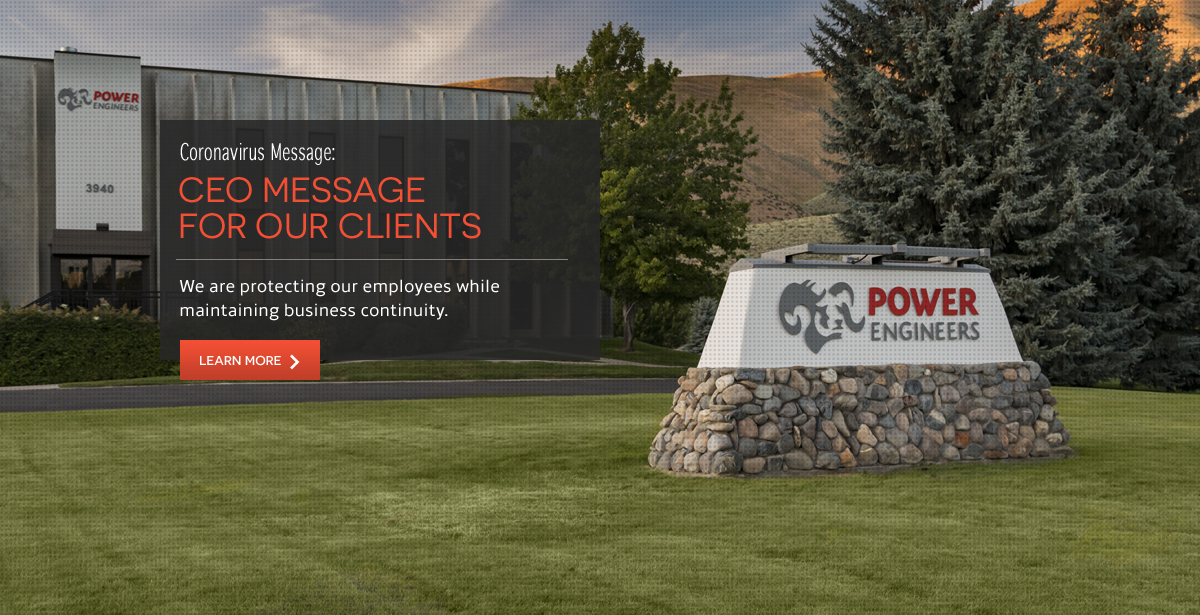 POWER
ENGINEERS
3940
Coronavirus Message:
CEO MESSAGE
FOR OUR CLIENTS
We are protecting our employees while
maintaining business continuity.
LEARN MORE
POWER
ENGINEERS